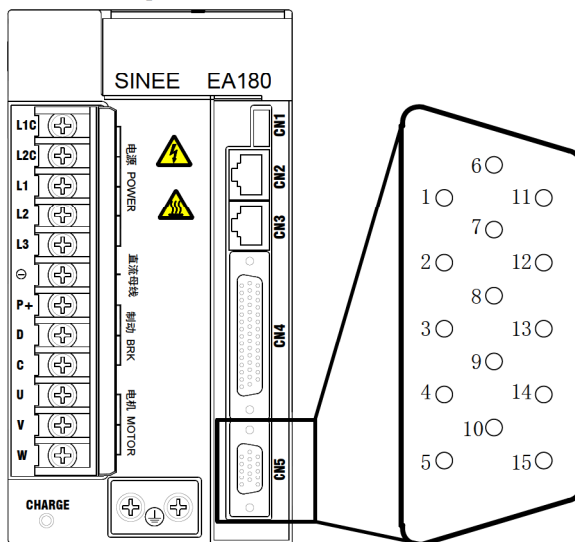 SINEE EA180
L1C
L2C
L1
L2
L3
⊖
P+
D
C
U
V
W
电源 POWER
直流母线
制动 BRK
电机 MOTOR
CHARGE
CN1
CN2
CN3
CN4
CN5
6
1 11
7
2 12
8
3 13
9
4 14
10
5 15